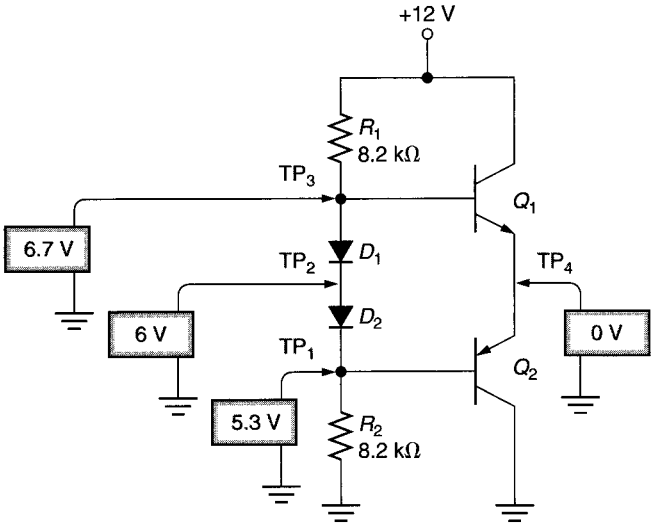 +12 V
R₁
8.2 kΩ
TP₃
Q₁
6.7 V
D₁
TP₂
TP₄
6 V
D₂
0 V
TP₁
Q₂
5.3 V
R₂
8.2 kΩ